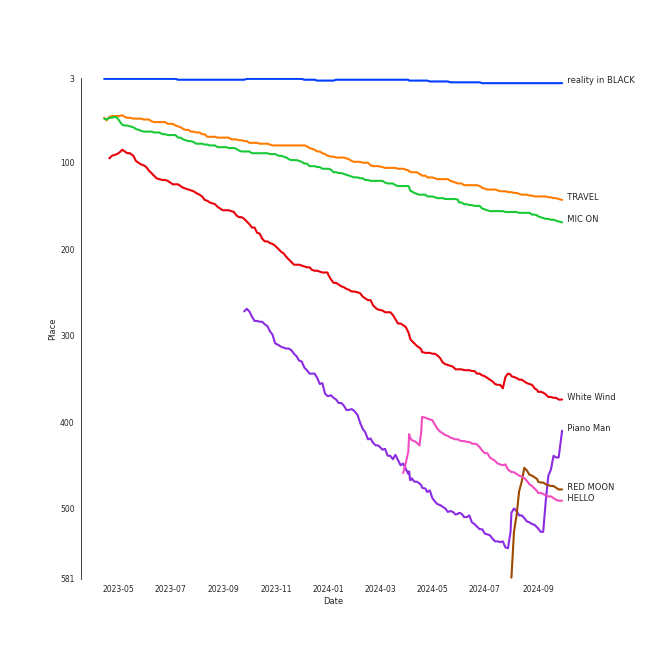 3
100
200
300
400
500
581
Place
2023-05
2023-07
2023-09
2023-11
2024-01
2024-03
2024-05
2024-07
2024-09
Date
reality in BLACK
TRAVEL
MIC ON
White Wind
Piano Man
RED MOON
HELLO